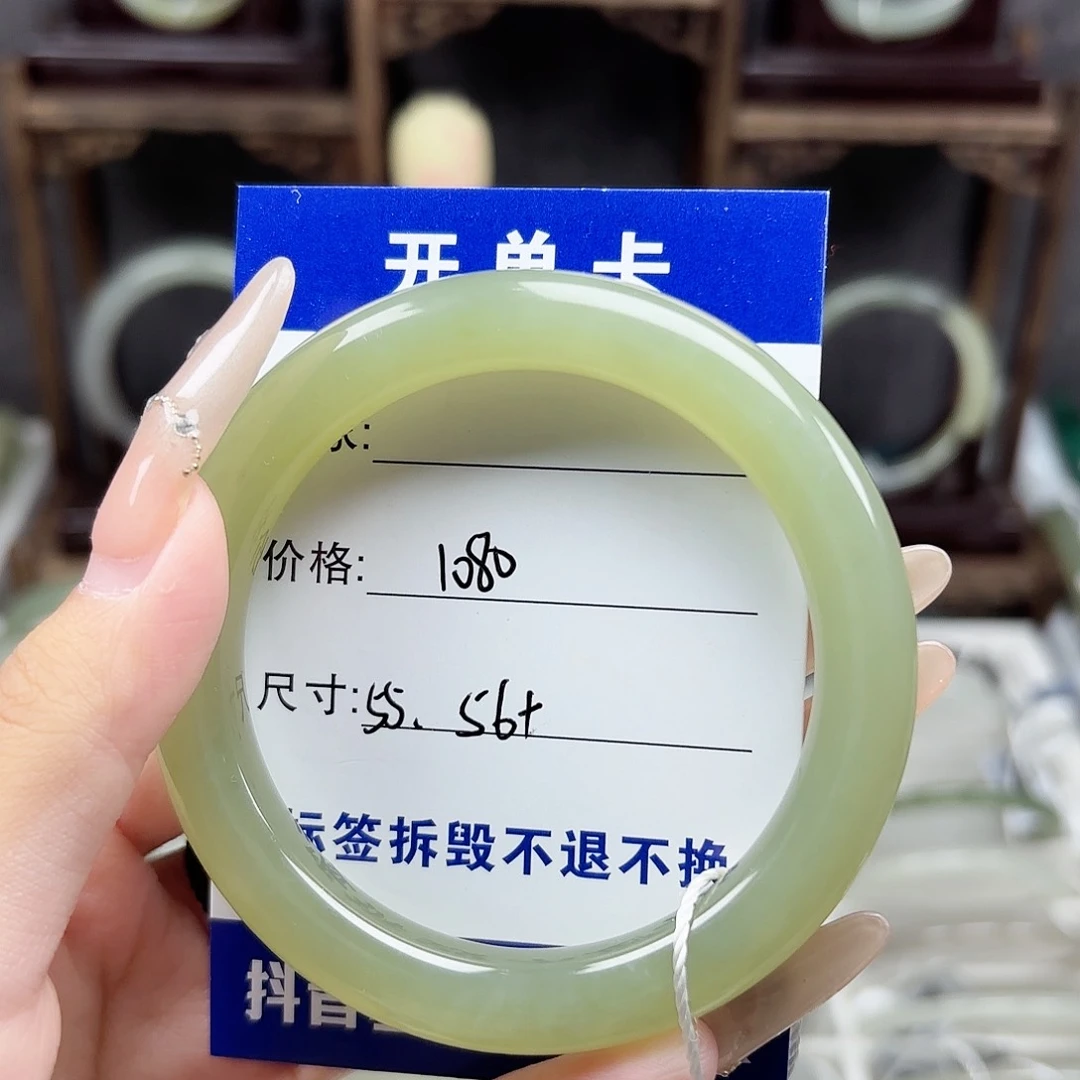 开单卡
价格: 1080
尺寸: 55. 56+
标签拆毁不退不换
抖音